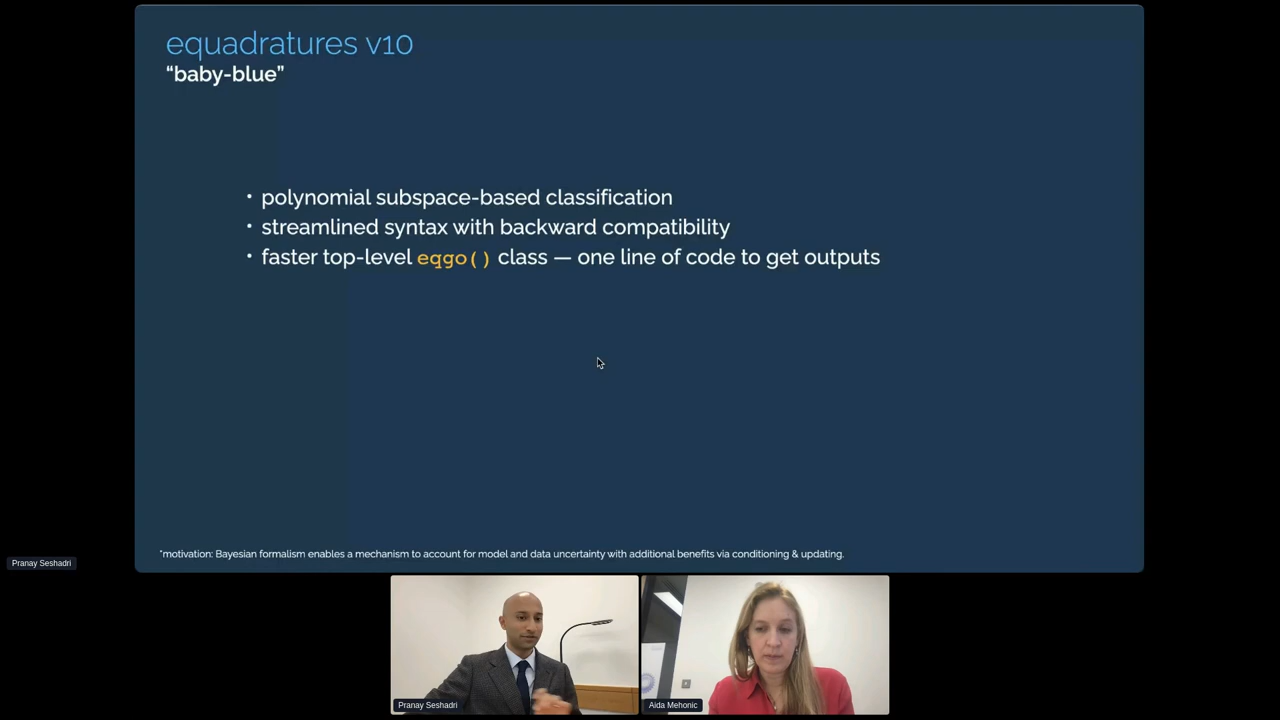 equadratures v10
“baby-blue”
• polynomial subspace-based classification
• streamlined syntax with backward compatibility
• faster top-level eqgo() class — one line of code to get outputs
*motivation: Bayesian formalism enables a mechanism to account for model and data uncertainty with additional benefits via conditioning & updating.
Pranay Seshadri
Pranay Seshadri
Aida Mehonic